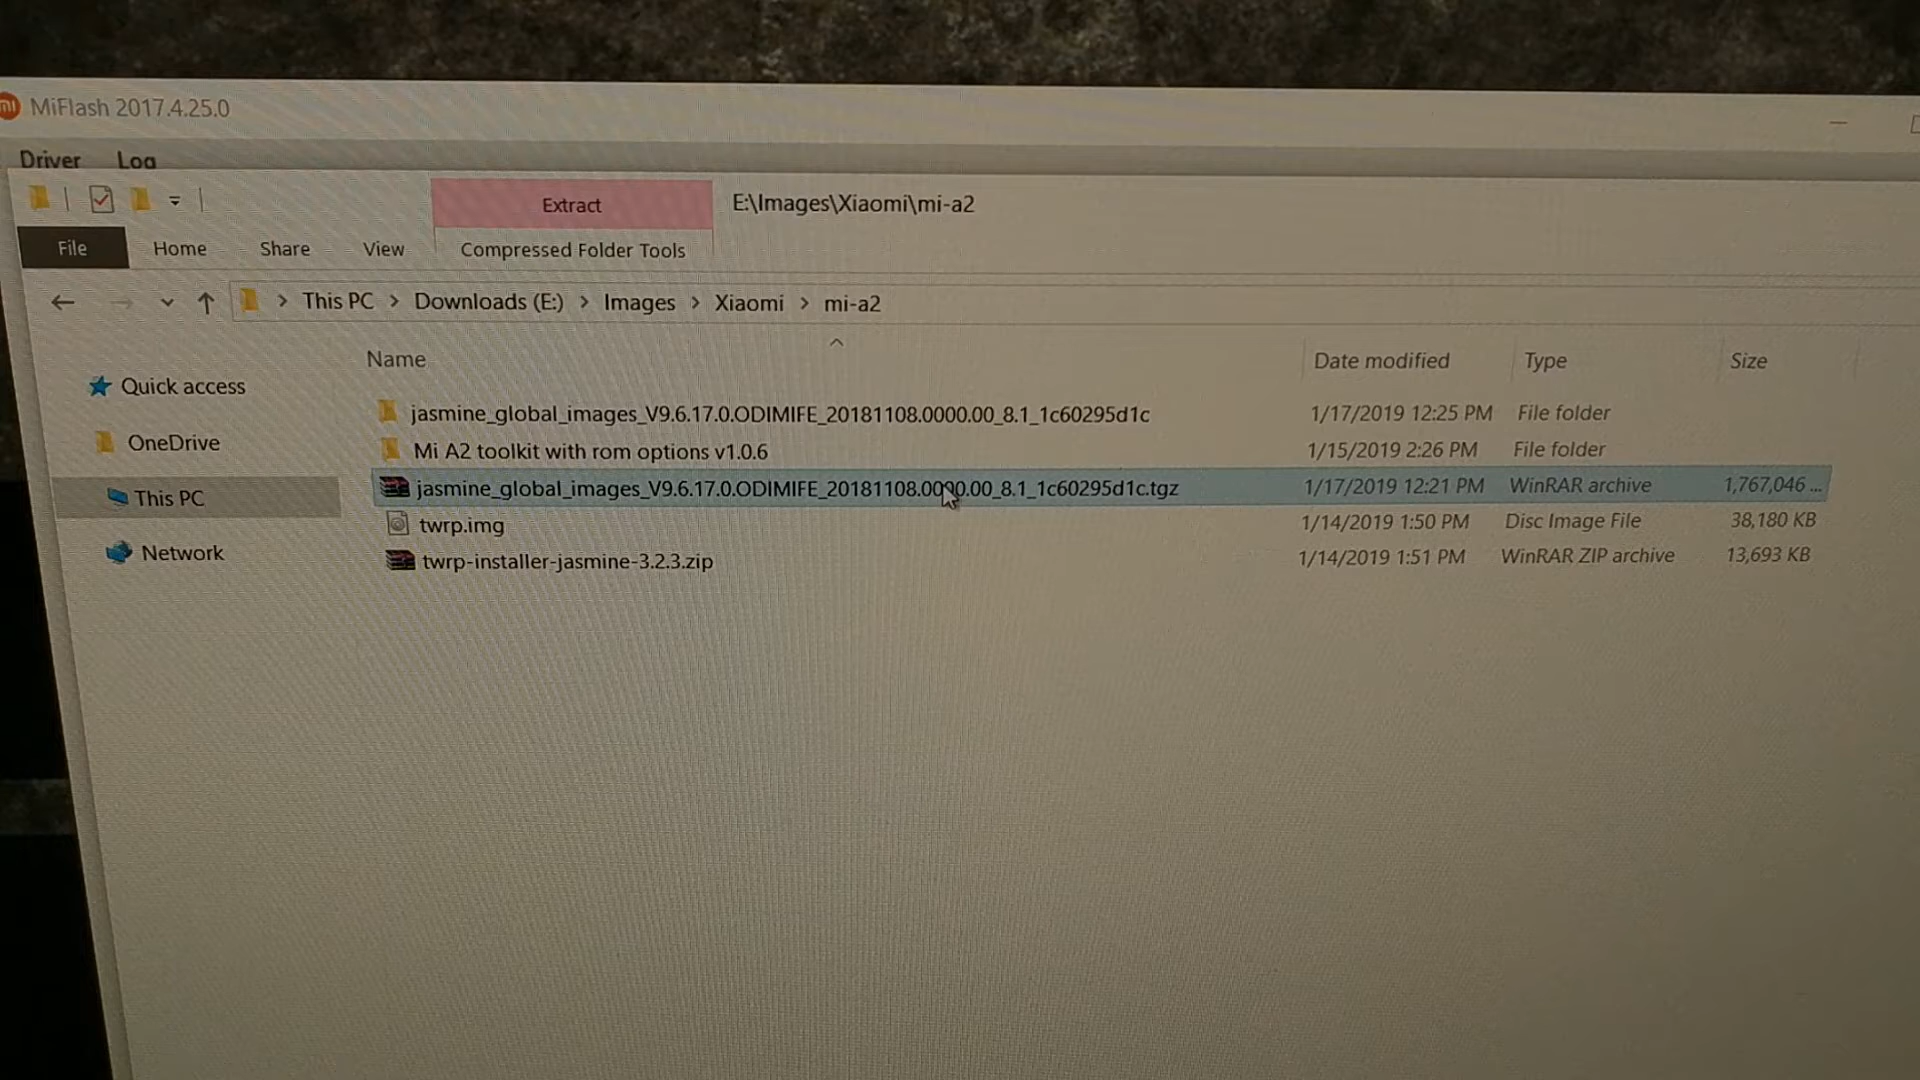 MiFlash 2017.4.25.0
Driver Log
Extract E:\Images\Xiaomi\mi-a2
File Home Share View Compressed Folder Tools
This PC > Downloads (E:) > Images > Xiaomi > mi-a2
Name Date modified Type Size
Quick access
OneDrive
This PC
Network
jasmine_global_images_V9.6.17.0.ODIMIFE_20181108.0000.00_8.1_1c60295d1c 1/17/2019 12:25 PM File folder
Mi A2 toolkit with rom options v1.0.6 1/15/2019 2:26 PM File folder
jasmine_global_images_V9.6.17.0.ODIMIFE_20181108.0000.00_8.1_1c60295d1c.tgz 1/17/2019 12:21 PM WinRAR archive 1,767,046 ...
twrp.img 1/14/2019 1:50 PM Disc Image File 38,180 KB
twrp-installer-jasmine-3.2.3.zip 1/14/2019 1:51 PM WinRAR ZIP archive 13,693 KB